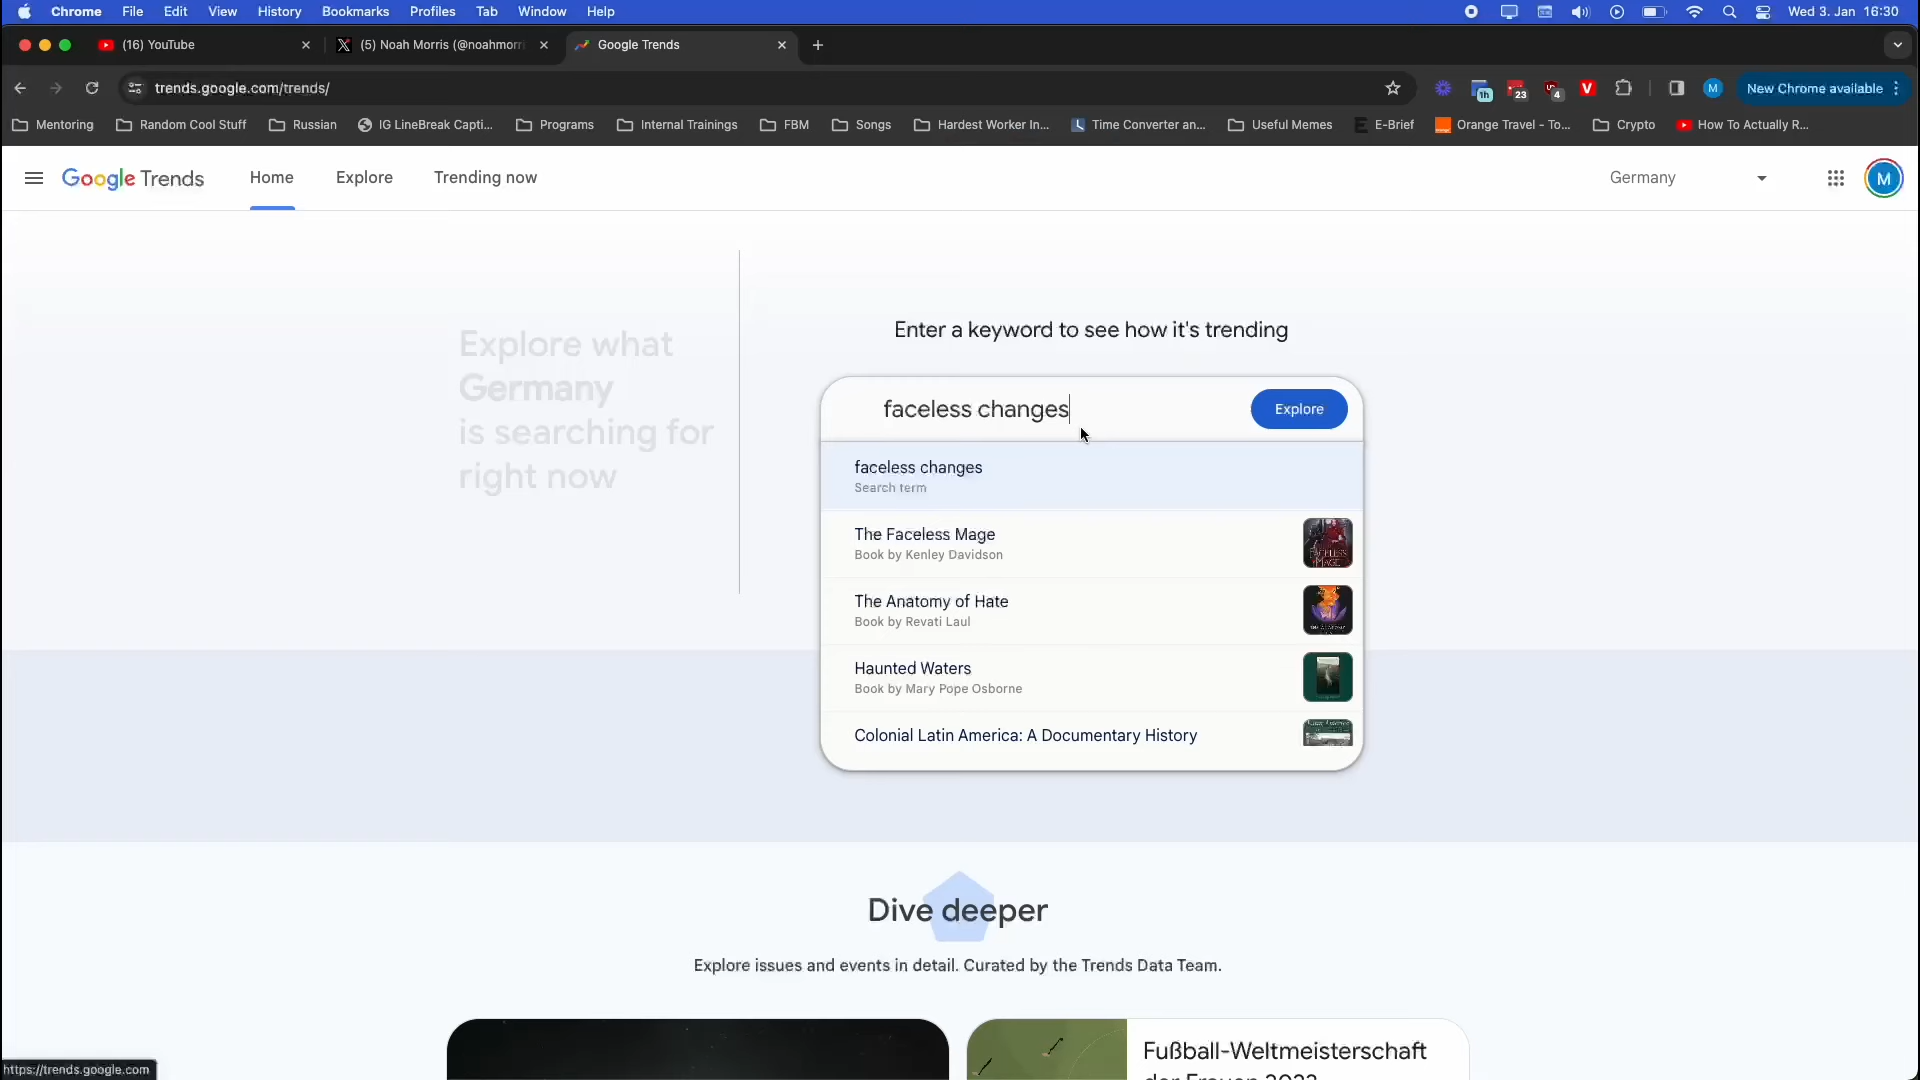 Chrome File Edit View History Bookmarks Profiles Tab Window Help Wed 3. Jan 16:30
(16) YouTube (5) Noah Morris (@noahmorri Google Trends
trends.google.com/trends/ 1h 23 4 V M New Chrome available
Mentoring Random Cool Stuff Russian IG LineBreak Capti... Programs Internal Trainings FBM Songs Hardest Worker In... Time Converter an... Useful Memes E-Brief Orange Travel - To... Crypto How To Actually R...
Google Trends Home Explore Trending now Germany M
Explore what
Germany
is searching for
right now
Enter a keyword to see how it's trending
faceless changes Explore
faceless changes
Search term
The Faceless Mage
Book by Kenley Davidson
The Anatomy of Hate
Book by Revati Laul
Haunted Waters
Book by Mary Pope Osborne
Colonial Latin America: A Documentary History
Dive deeper
Explore issues and events in detail. Curated by the Trends Data Team.
Fußball-Weltmeisterschaft
der Frauen 2023
https://trends.google.com